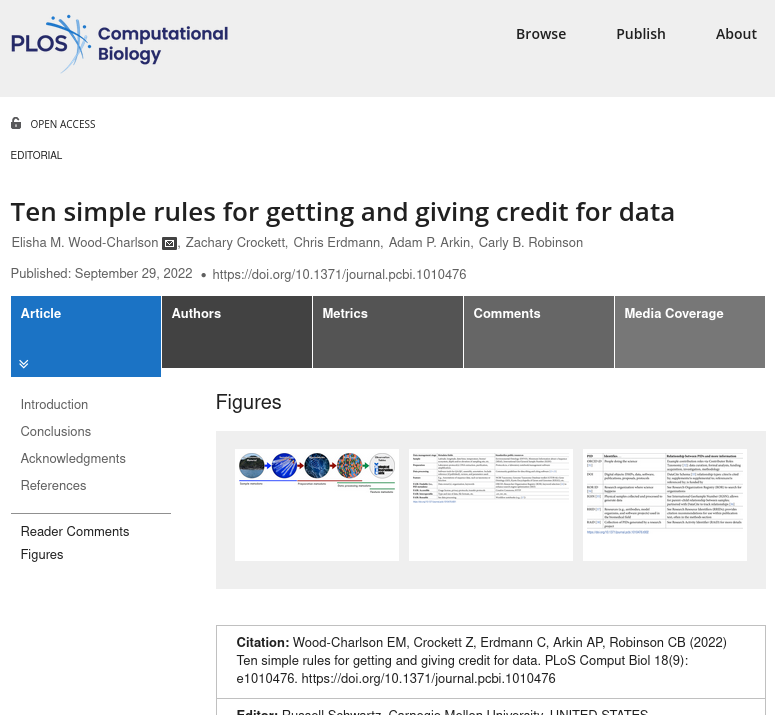 PLOS Computational Biology
Browse
Publish
About
OPEN ACCESS
EDITORIAL
Ten simple rules for getting and giving credit for data
Elisha M. Wood-Charlson , Zachary Crockett, Chris Erdmann, Adam P. Arkin, Carly B. Robinson
Published: September 29, 2022 • https://doi.org/10.1371/journal.pcbi.1010476
Article
Authors
Metrics
Comments
Media Coverage
Introduction
Conclusions
Acknowledgments
References
Reader Comments
Figures
Figures
Citation: Wood-Charlson EM, Crockett Z, Erdmann C, Arkin AP, Robinson CB (2022)
Ten simple rules for getting and giving credit for data. PLoS Comput Biol 18(9):
e1010476. https://doi.org/10.1371/journal.pcbi.1010476
Editor: Russell Schwartz, Carnegie Mellon University, UNITED STATES